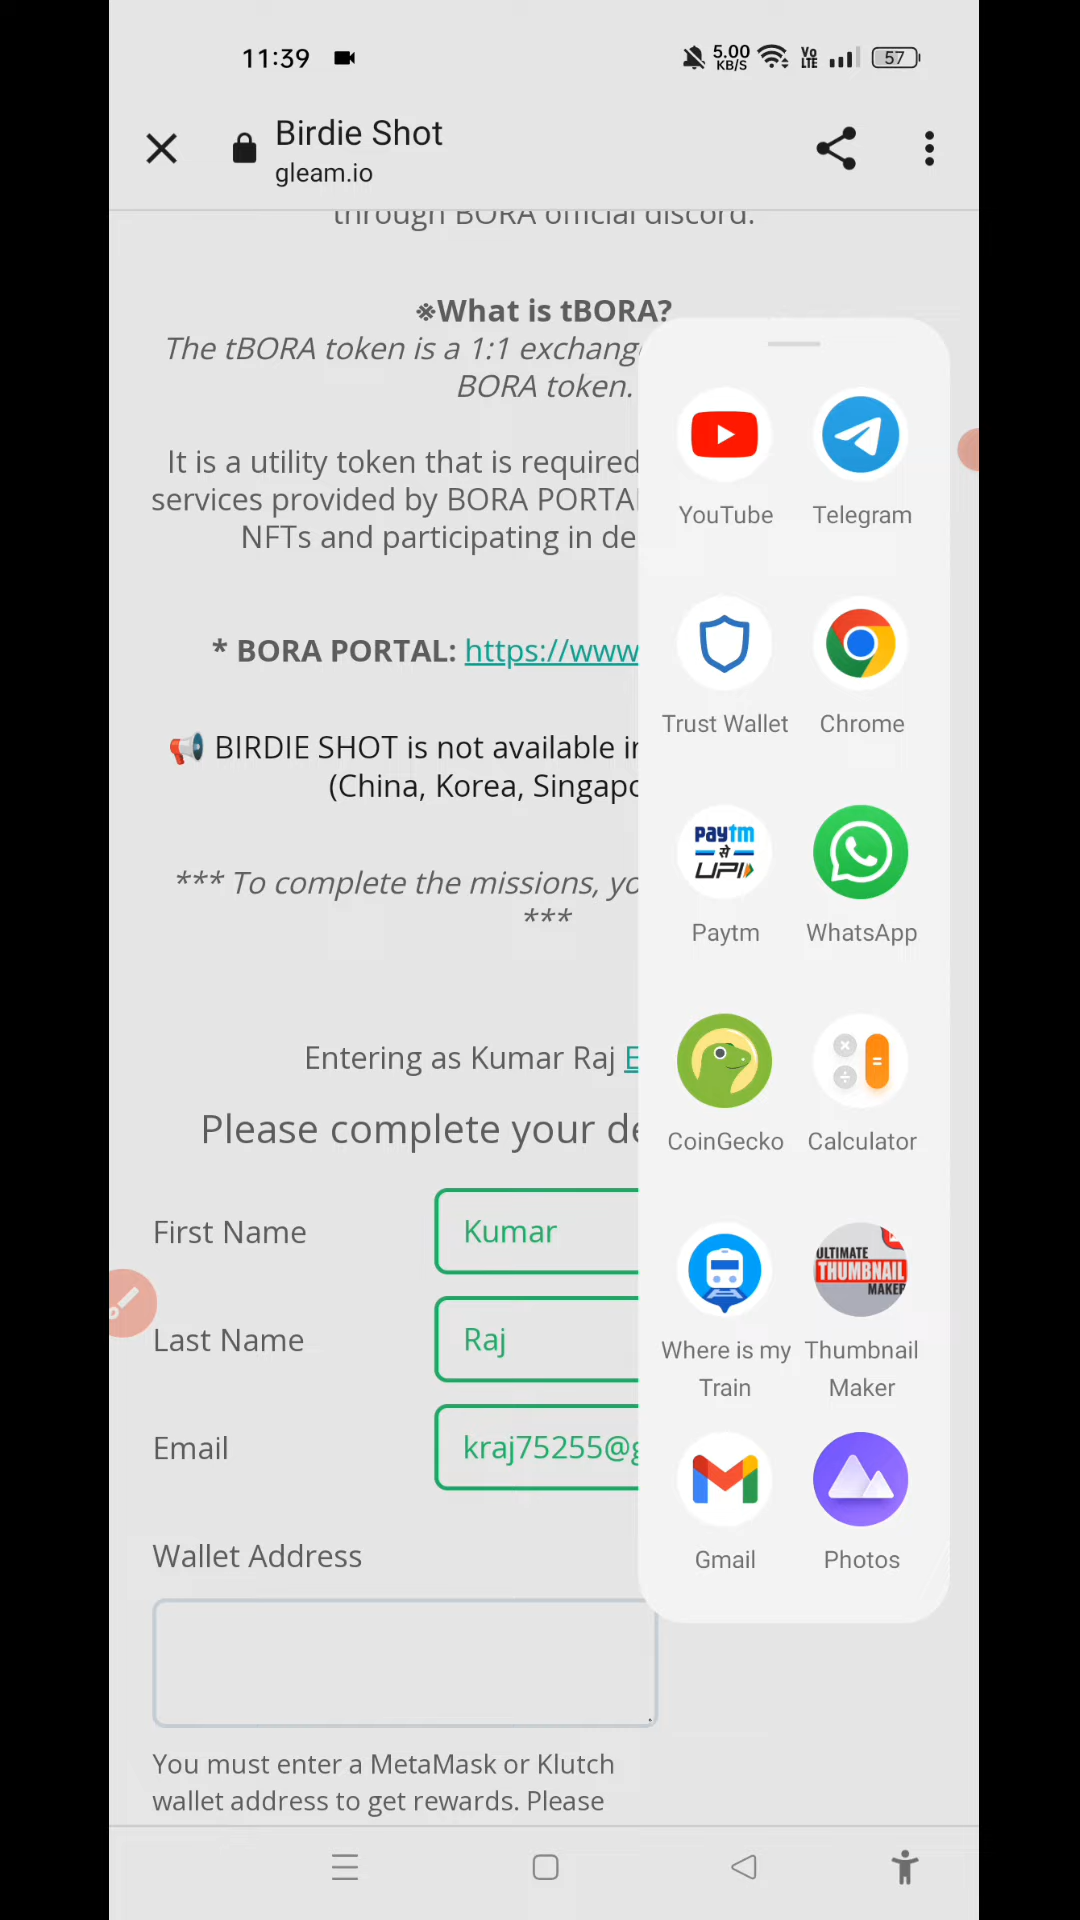 11:39
5.00
KB/S
Vo
LTE
57
Birdie Shot
gleam.io
through BORA official discord.
※What is tBORA?
The tBORA token is a 1:1 exchang
BORA token.
It is a utility token that is required
services provided by BORA PORTA
NFTs and participating in de
* BORA PORTAL: https://www
BIRDIE SHOT is not available in
(China, Korea, Singapo
*** To complete the missions, yo
***
Entering as Kumar Raj E
Please complete your de
First Name
Kumar
Last Name
Raj
Email
kraj75255@g
Wallet Address
You must enter a MetaMask or Klutch
wallet address to get rewards. Please
YouTube
Telegram
Trust Wallet
Chrome
paytm
से
UPI
Paytm
WhatsApp
CoinGecko
Calculator
ULTIMATE
THUMBNAIL
MAKER
Where is my
Train
Thumbnail
Maker
Gmail
Photos